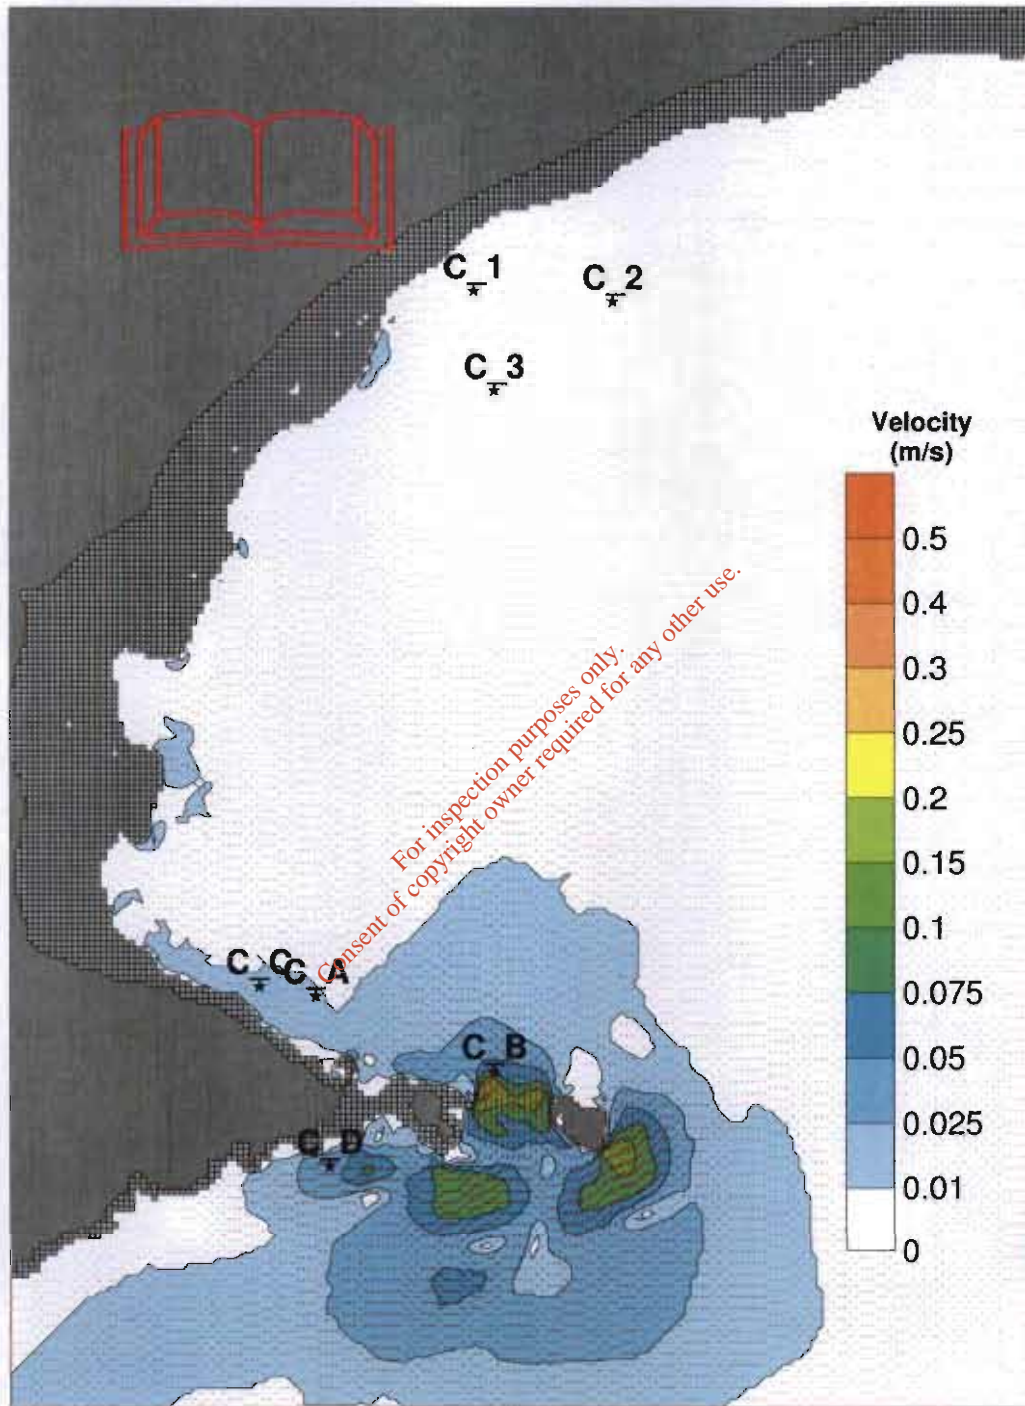 C_1
C_2
C_3
Velocity
(m/s)
0.5
0.4
0.3
0.25
0.2
0.15
0.1
0.075
0.05
0.025
0.01
0
For inspection purposes only.
Consent of copyright owner required for any other use.
C_C
C_A
C_B
C_D